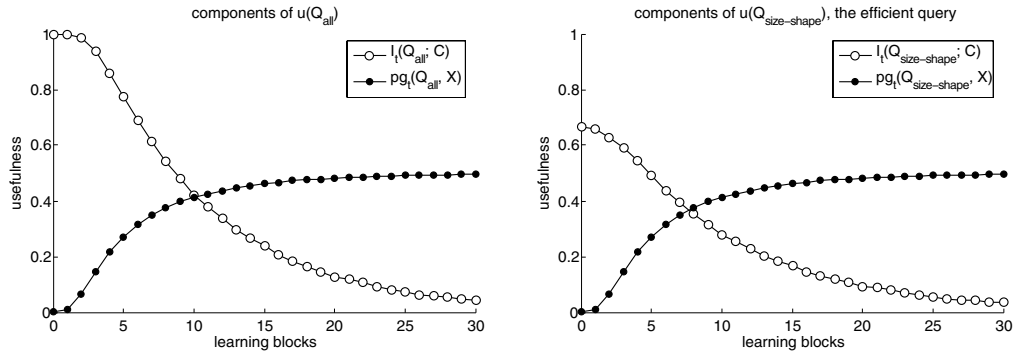 components of u(Q_all)
1
0.8
0.6
0.4
0.2
0
usefulness
I_t(Q_all; C)
pg_t(Q_all, X)
0 5 10 15 20 25 30
learning blocks
components of u(Q_size−shape), the efficient query
1
0.8
0.6
0.4
0.2
0
usefulness
I_t(Q_size−shape; C)
pg_t(Q_size−shape, X)
0 5 10 15 20 25 30
learning blocks